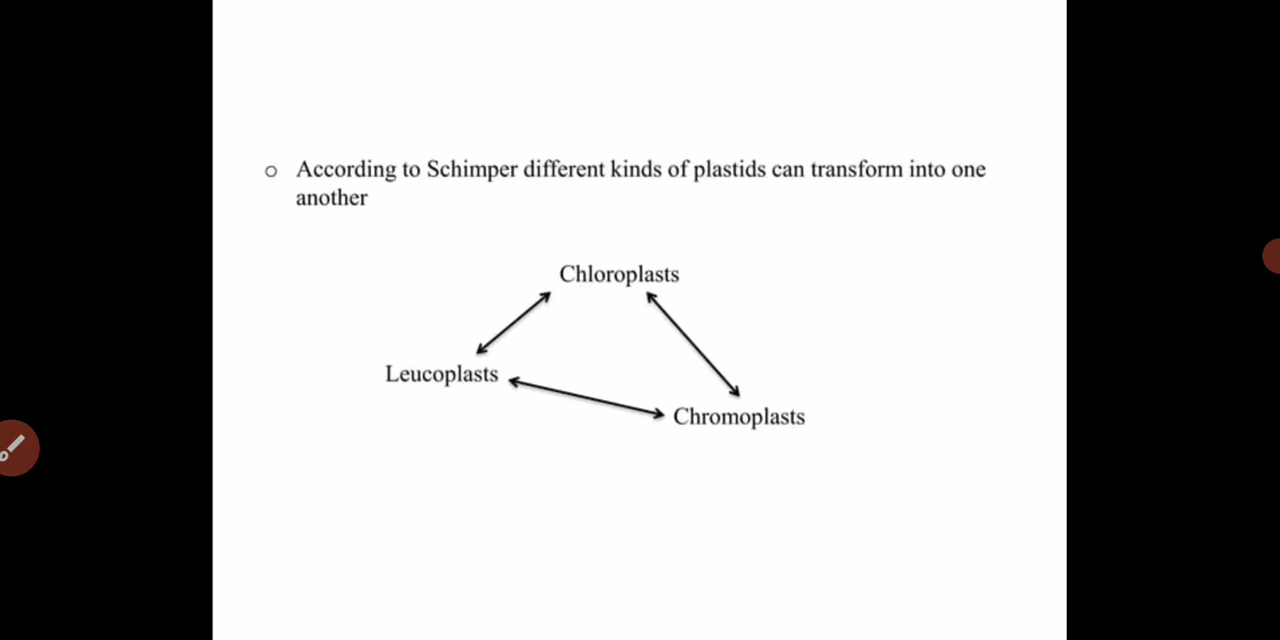 ○ According to Schimper different kinds of plastids can transform into one
another
Chloroplasts
Leucoplasts
Chromoplasts